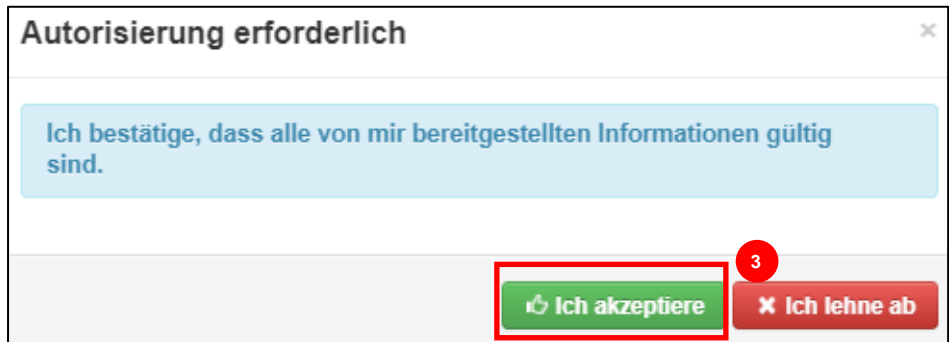 Autorisierung erforderlich
×
Ich bestätige, dass alle von mir bereitgestellten Informationen gültig
sind.
3
Ich akzeptiere
Ich lehne ab